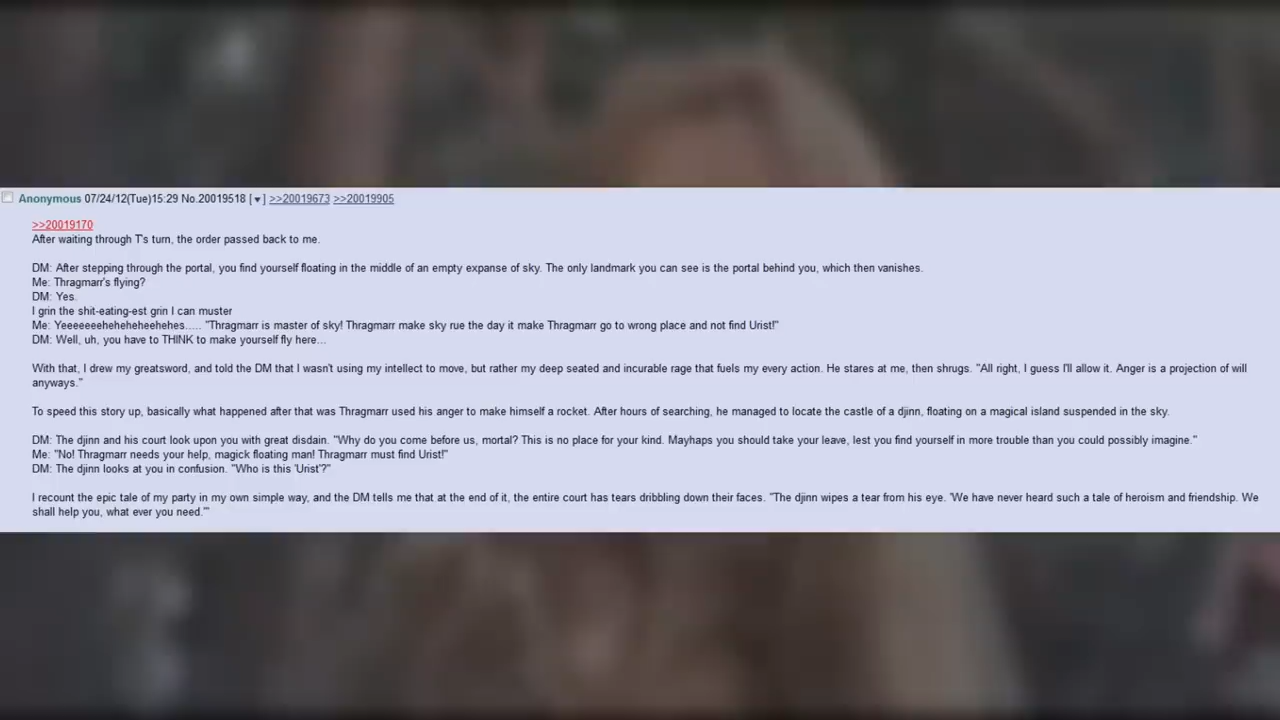 Anonymous 07/24/12(Tue)15:29 No.20019518 [▾] >>20019673 >>20019905
>>20019170
After waiting through T's turn, the order passed back to me.
DM: After stepping through the portal, you find yourself floating in the middle of an empty expanse of sky. The only landmark you can see is the portal behind you, which then vanishes.
Me: Thragmarr's flying?
DM: Yes.
I grin the shit-eating-est grin I can muster
Me: Yeeeeeeeheheheheehehes..... "Thragmarr is master of sky! Thragmarr make sky rue the day it make Thragmarr go to wrong place and not find Urist!"
DM: Well, uh, you have to THINK to make yourself fly here...
With that, I drew my greatsword, and told the DM that I wasn't using my intellect to move, but rather my deep seated and incurable rage that fuels my every action. He stares at me, then shrugs. "All right, I guess I'll allow it. Anger is a projection of will
anyways."
To speed this story up, basically what happened after that was Thragmarr used his anger to make himself a rocket. After hours of searching, he managed to locate the castle of a djinn, floating on a magical island suspended in the sky.
DM: The djinn and his court look upon you with great disdain. "Why do you come before us, mortal? This is no place for your kind. Mayhaps you should take your leave, lest you find yourself in more trouble than you could possibly imagine."
Me: "No! Thragmarr needs your help, magick floating man! Thragmarr must find Urist!"
DM: The djinn looks at you in confusion. "Who is this 'Urist'?"
I recount the epic tale of my party in my own simple way, and the DM tells me that at the end of it, the entire court has tears dribbling down their faces. "The djinn wipes a tear from his eye. 'We have never heard such a tale of heroism and friendship. We
shall help you, what ever you need.'"